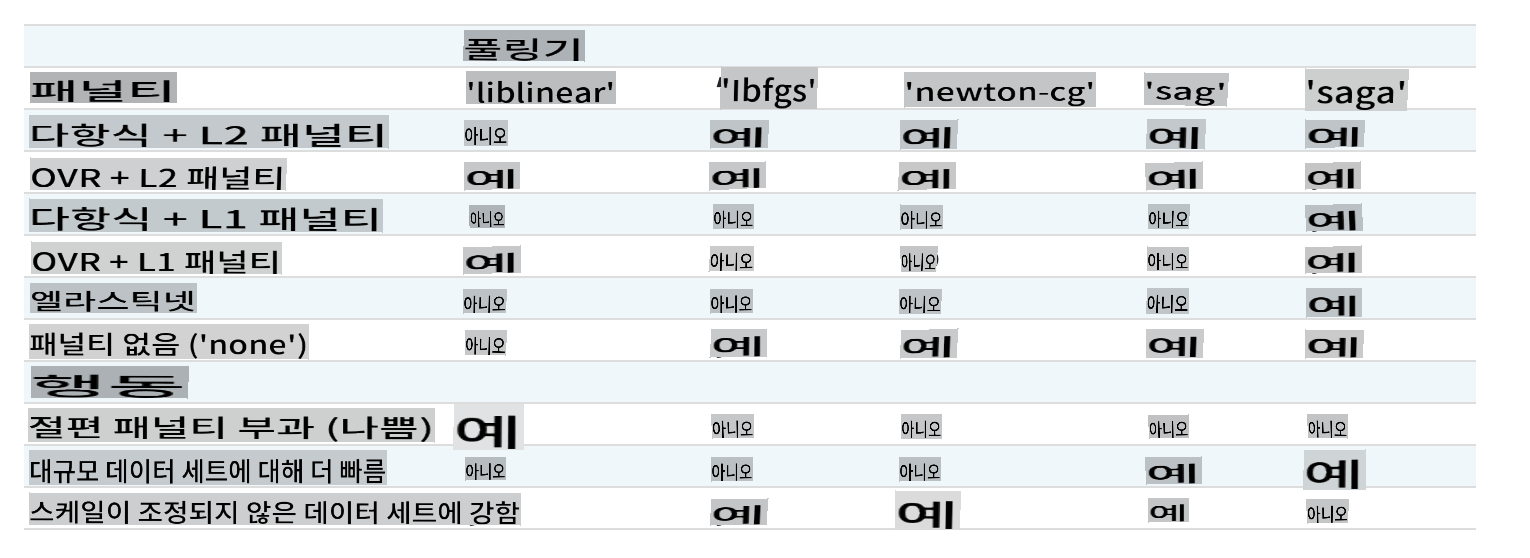 풀링기
패널티 'liblinear' "Ibfgs' 'newton-cg' 'sag' 'saga'
다항식 + L2 패널티 아니오 예 예 예 예
OVR + L2 패널티 예 예 예 예 예
다항식 + L1 패널티 아니오 아니오 아니오 아니오 예
OVR + L1 패널티 예 아니오 아니오 아니오 예
엘라스틱넷 아니오 아니오 아니오 아니오 예
패널티 없음 ('none') 아니오 예 예 예 예
행동
절편 패널티 부과 (나쁨) 예 아니오 아니오 아니오 아니오
대규모 데이터 세트에 대해 더 빠름 아니오 아니오 아니오 예 예
스케일이 조정되지 않은 데이터 세트에 강함 예 예 예 아니오